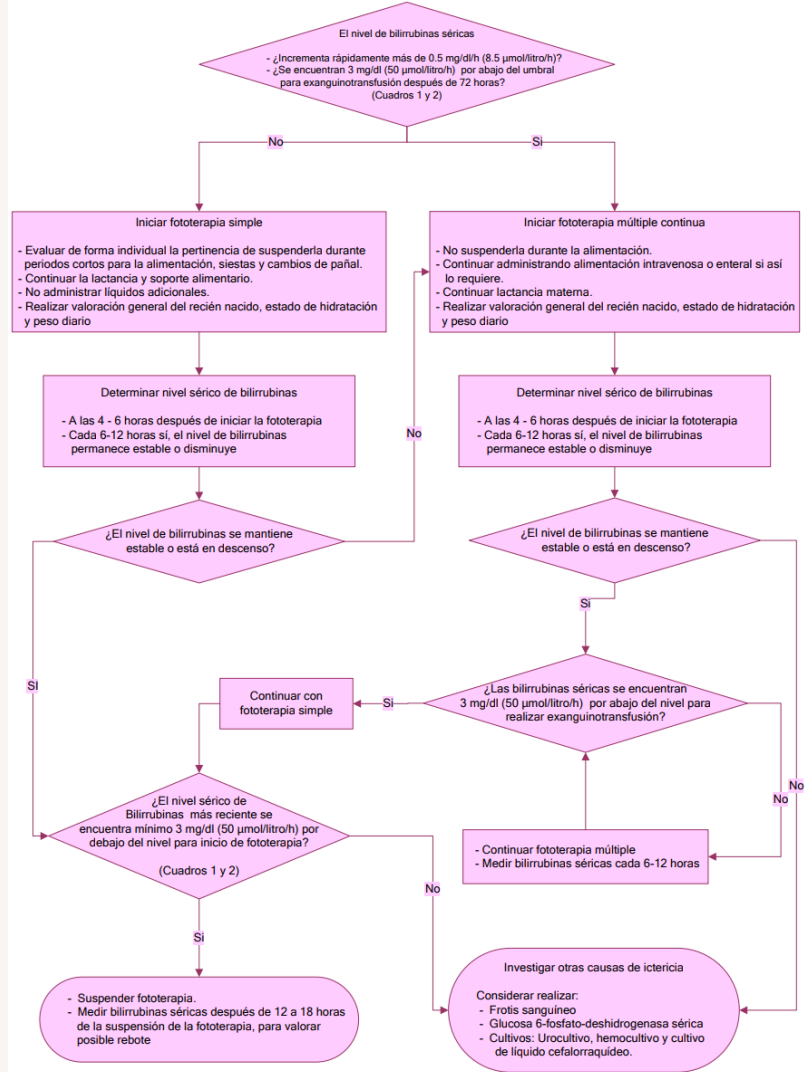 El nivel de bilirrubinas séricas
- ¿Incrementa rápidamente más de 0.5 mg/dl/h (8.5 µmol/litro/h)?
- ¿Se encuentran 3 mg/dl (50 µmol/litro/h) por abajo del umbral
para exanguinotransfusión después de 72 horas?
(Cuadros 1 y 2)
No
Si
Iniciar fototerapia simple
- Evaluar de forma individual la pertinencia de suspenderla durante
periodos cortos para la alimentación, siestas y cambios de pañal.
- Continuar la lactancia y soporte alimentario.
- No administrar líquidos adicionales.
- Realizar valoración general del recién nacido, estado de hidratación
y peso diario
Iniciar fototerapia múltiple continua
- No suspenderla durante la alimentación.
- Continuar administrando alimentación intravenosa o enteral si así
lo requiere.
- Continuar lactancia materna.
- Realizar valoración general del recién nacido, estado de hidratación
y peso diario
Determinar nivel sérico de bilirrubinas
- A las 4 - 6 horas después de iniciar la fototerapia
- Cada 6-12 horas sí, el nivel de bilirrubinas
permanece estable o disminuye
No
Determinar nivel sérico de bilirrubinas
- A las 4 - 6 horas después de iniciar la fototerapia
- Cada 6-12 horas sí, el nivel de bilirrubinas
permanece estable o disminuye
¿El nivel de bilirrubinas se mantiene
estable o está en descenso?
¿El nivel de bilirrubinas se mantiene
estable o está en descenso?
Si
SI
Continuar con
fototerapia simple
Si
¿Las bilirrubinas séricas se encuentran
3 mg/dl (50 µmol/litro/h) por abajo del nivel para
realizar exanguinotransfusión?
No
No
¿El nivel sérico de
Bilirrubinas más reciente se
encuentra mínimo 3 mg/dl (50 µmol/litro/h) por
debajo del nivel para inicio de fototerapia?
(Cuadros 1 y 2)
- Continuar fototerapia múltiple
- Medir bilirrubinas séricas cada 6-12 horas
No
Si
- Suspender fototerapia.
- Medir bilirrubinas séricas después de 12 a 18 horas
de la suspensión de la fototerapia, para valorar
posible rebote
Investigar otras causas de ictericia
Considerar realizar:
- Frotis sanguíneo
- Glucosa 6-fosfato-deshidrogenasa sérica
- Cultivos: Urocultivo, hemocultivo y cultivo
de líquido cefalorraquídeo.